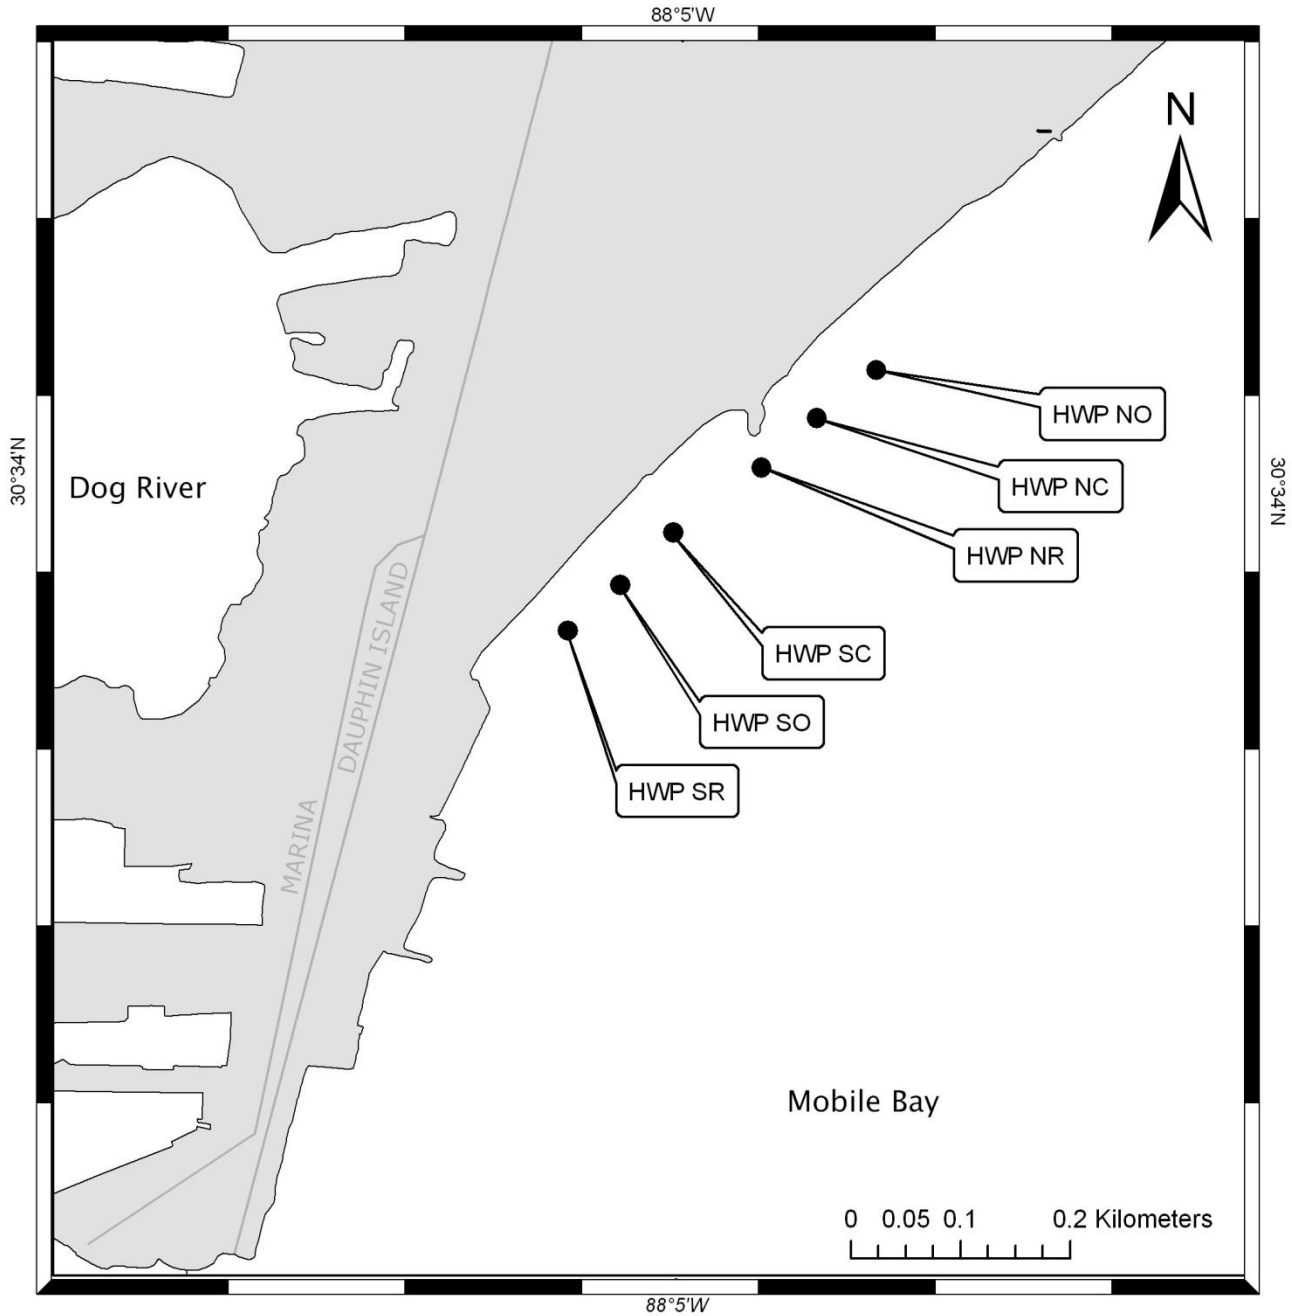 88°5'W
N
HWP NO
30°34'N
30°34'N
Dog River
HWP NC
HWP NR
DAUPHIN ISLAND
HWP SC
HWP SO
HWP SR
MARINA
Mobile Bay
0 0.05 0.1 0.2 Kilometers
88°5'W